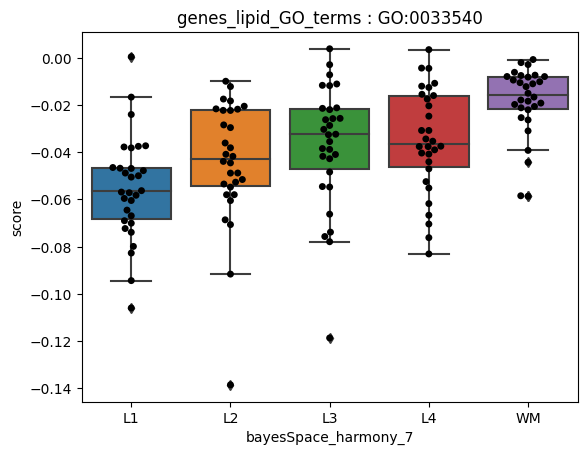 genes_lipid_GO_terms : GO:0033540
0.00
−0.02
−0.04
−0.06
−0.08
−0.10
−0.12
−0.14
score
L1 L2 L3 L4 WM
bayesSpace_harmony_7